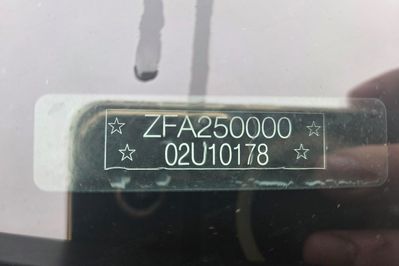 ☆ ZFA250000 ☆
☆ 02U10178 ☆